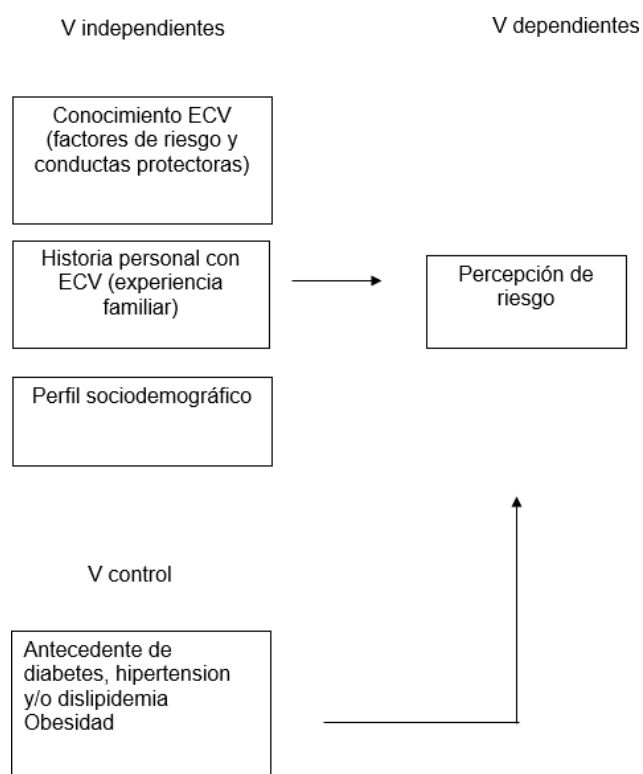 V independientes
V dependientes
Conocimiento ECV
(factores de riesgo y
conductas protectoras)
Historia personal con
ECV (experiencia
familiar)
Percepción de
riesgo
Perfil sociodemográfico
V control
Antecedente de
diabetes, hipertension
y/o dislipidemia
Obesidad